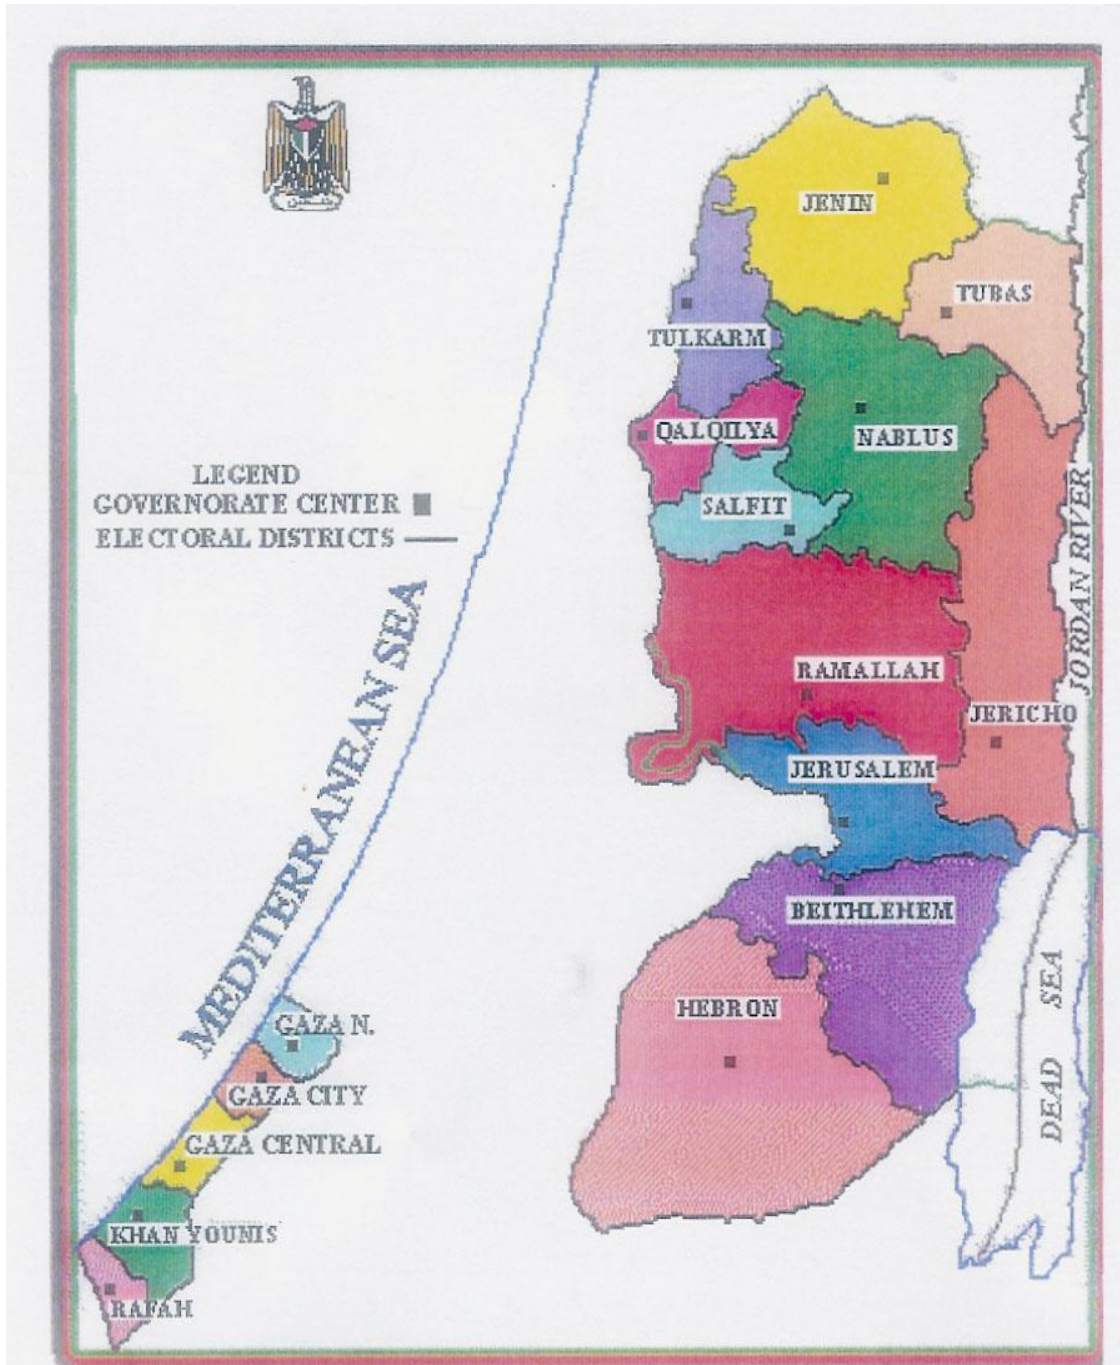 فلسطين
JENIN
TUBAS
TULKARM
QALQILYA
NABLUS
LEGEND
GOVERNORATE CENTER
ELECTORAL DISTRICTS
SALFIT
JORDAN RIVER
MEDITERRANEAN SEA
RAMALLAH
JERICHO
JERUSALEM
BEITHLEHEM
HEBRON
DEAD SEA
GAZA N.
GAZA CITY
GAZA CENTRAL
KHAN YOUNIS
RAFAH